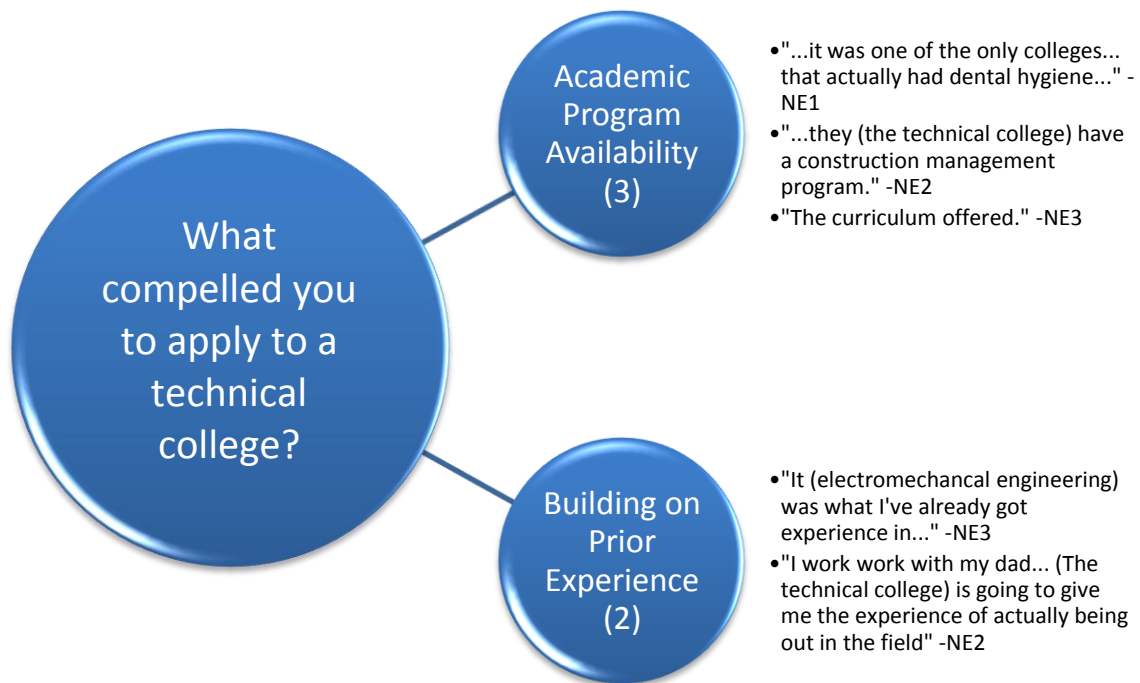 What
compelled you
to apply to a
technical
college?
Academic
Program
Availability
(3)
•"...it was one of the only colleges...
that actually had dental hygiene..." -
NE1
•"...they (the technical college) have
a construction management
program." -NE2
•"The curriculum offered." -NE3
Building on
Prior
Experience
(2)
•"It (electromechancal engineering)
was what I've already got
experience in..." -NE3
•"I work work with my dad... (The
technical college) is going to give
me the experience of actually being
out in the field" -NE2